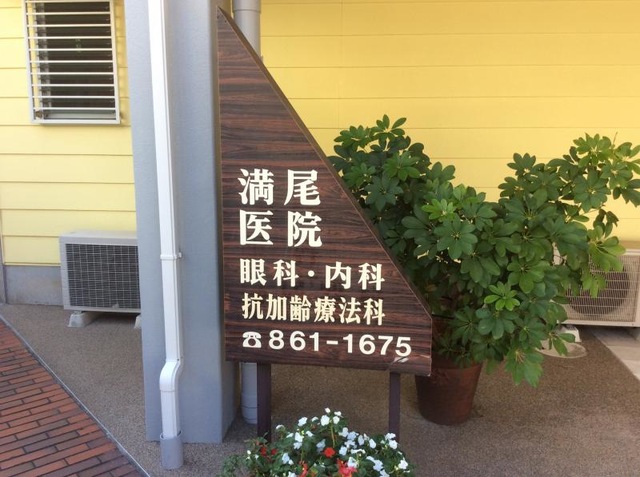 満尾
医院
眼科・内科
抗加齢療法科
☎861-1675